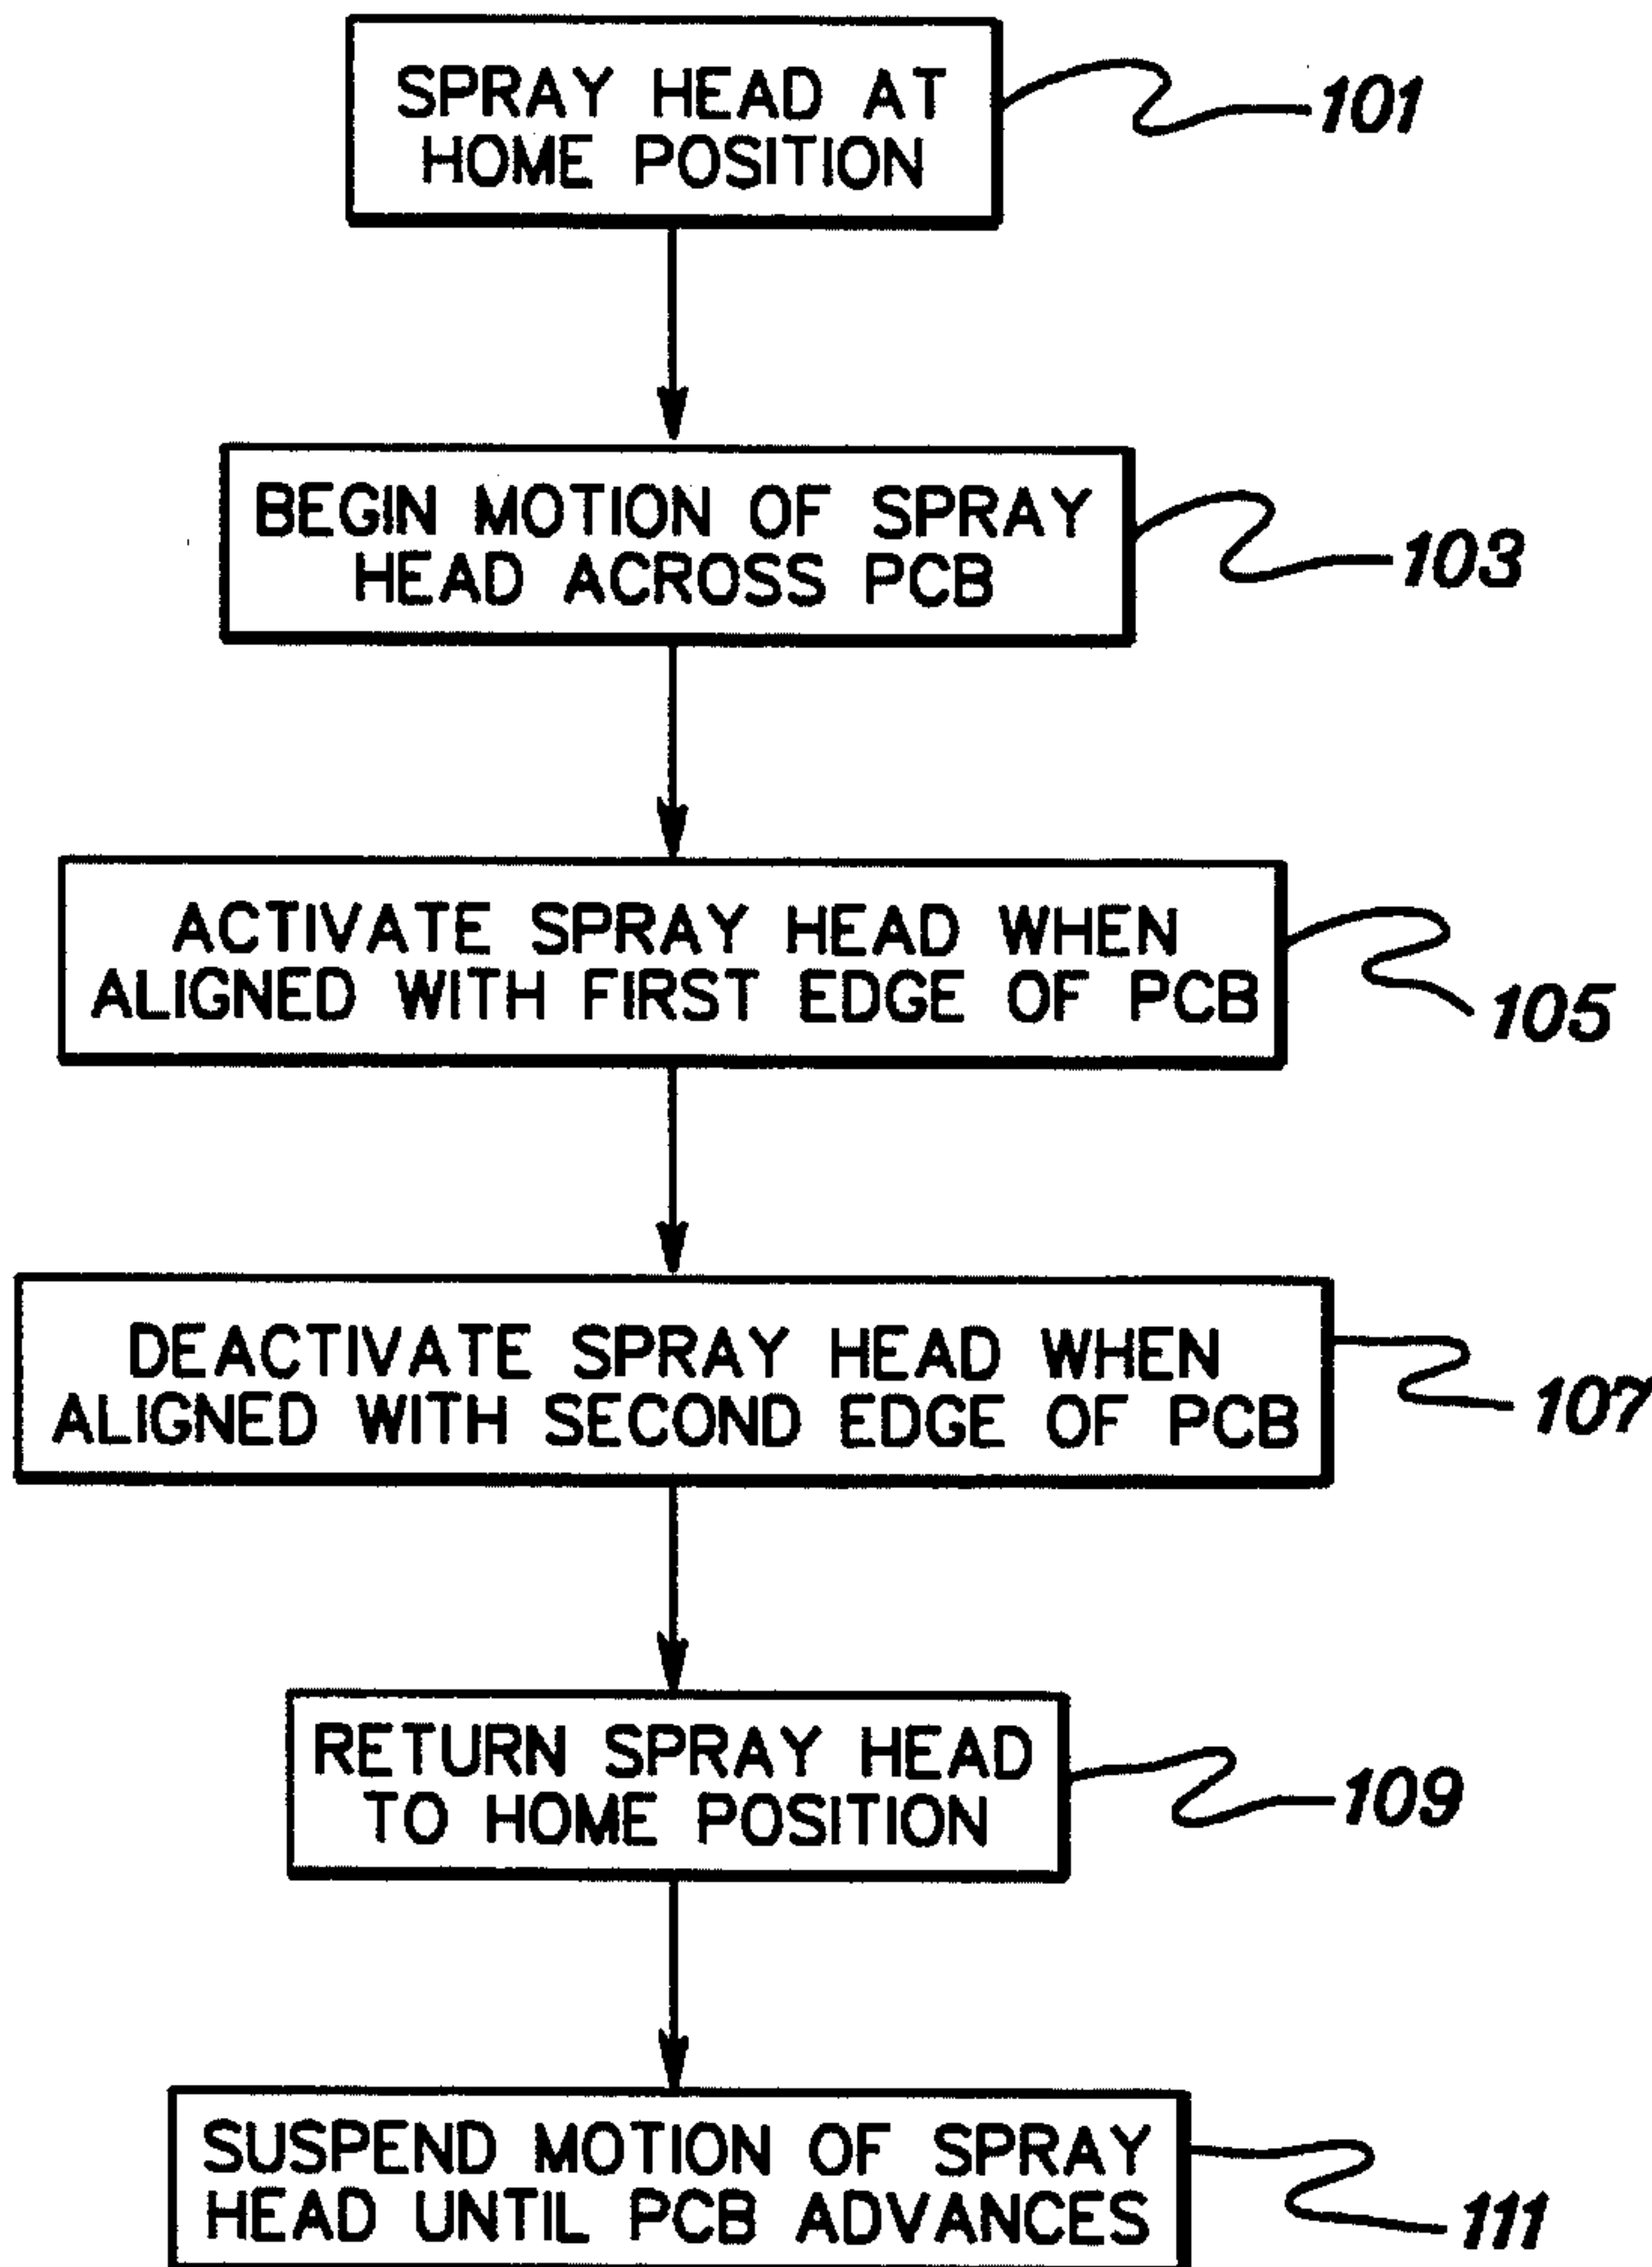 SPRAY HEAD AT
HOME POSITION
101
BEGIN MOTION OF SPRAY
HEAD ACROSS PCB
103
ACTIVATE SPRAY HEAD WHEN
ALIGNED WITH FIRST EDGE OF PCB
105
DEACTIVATE SPRAY HEAD WHEN
ALIGNED WITH SECOND EDGE OF PCB
107
RETURN SPRAY HEAD
TO HOME POSITION
109
SUSPEND MOTION OF SPRAY
HEAD UNTIL PCB ADVANCES
111